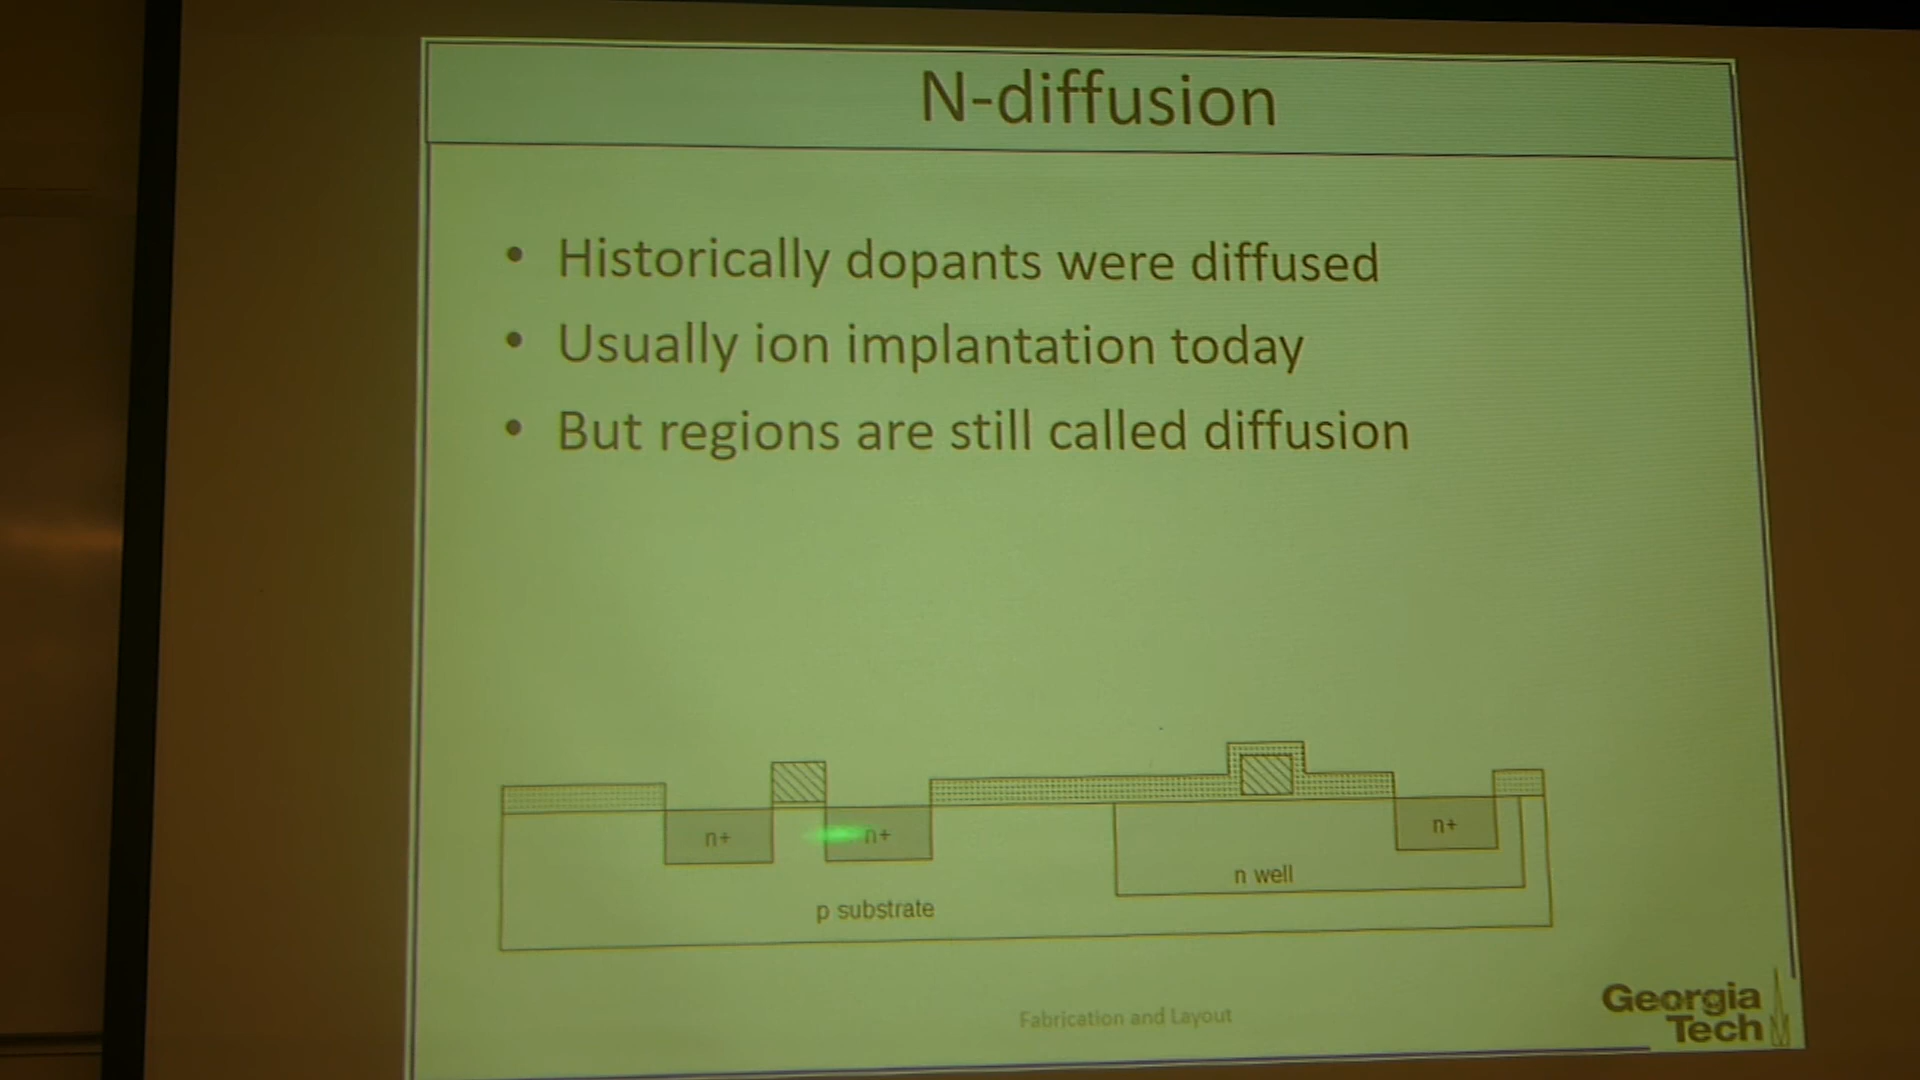 N-diffusion
• Historically dopants were diffused
• Usually ion implantation today
• But regions are still called diffusion
n+
n+
n+
n well
p substrate
Fabrication and Layout
Georgia
Tech